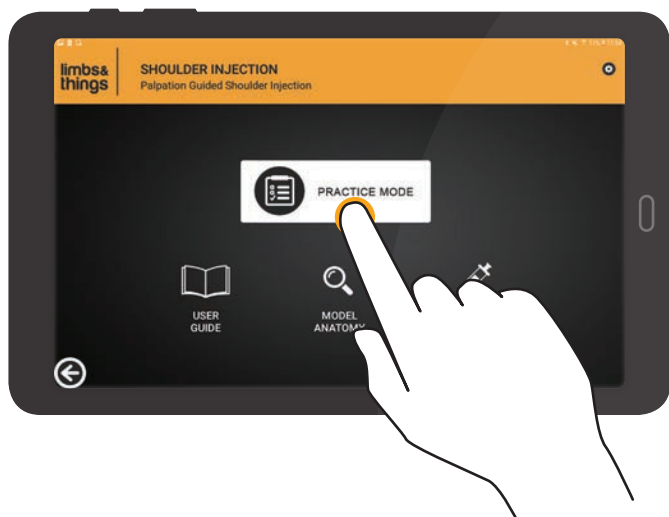 limbs&
things
SHOULDER INJECTION
Palpation Guided Shoulder Injection
PRACTICE MODE
USER
GUIDE
MODEL
ANATOMY